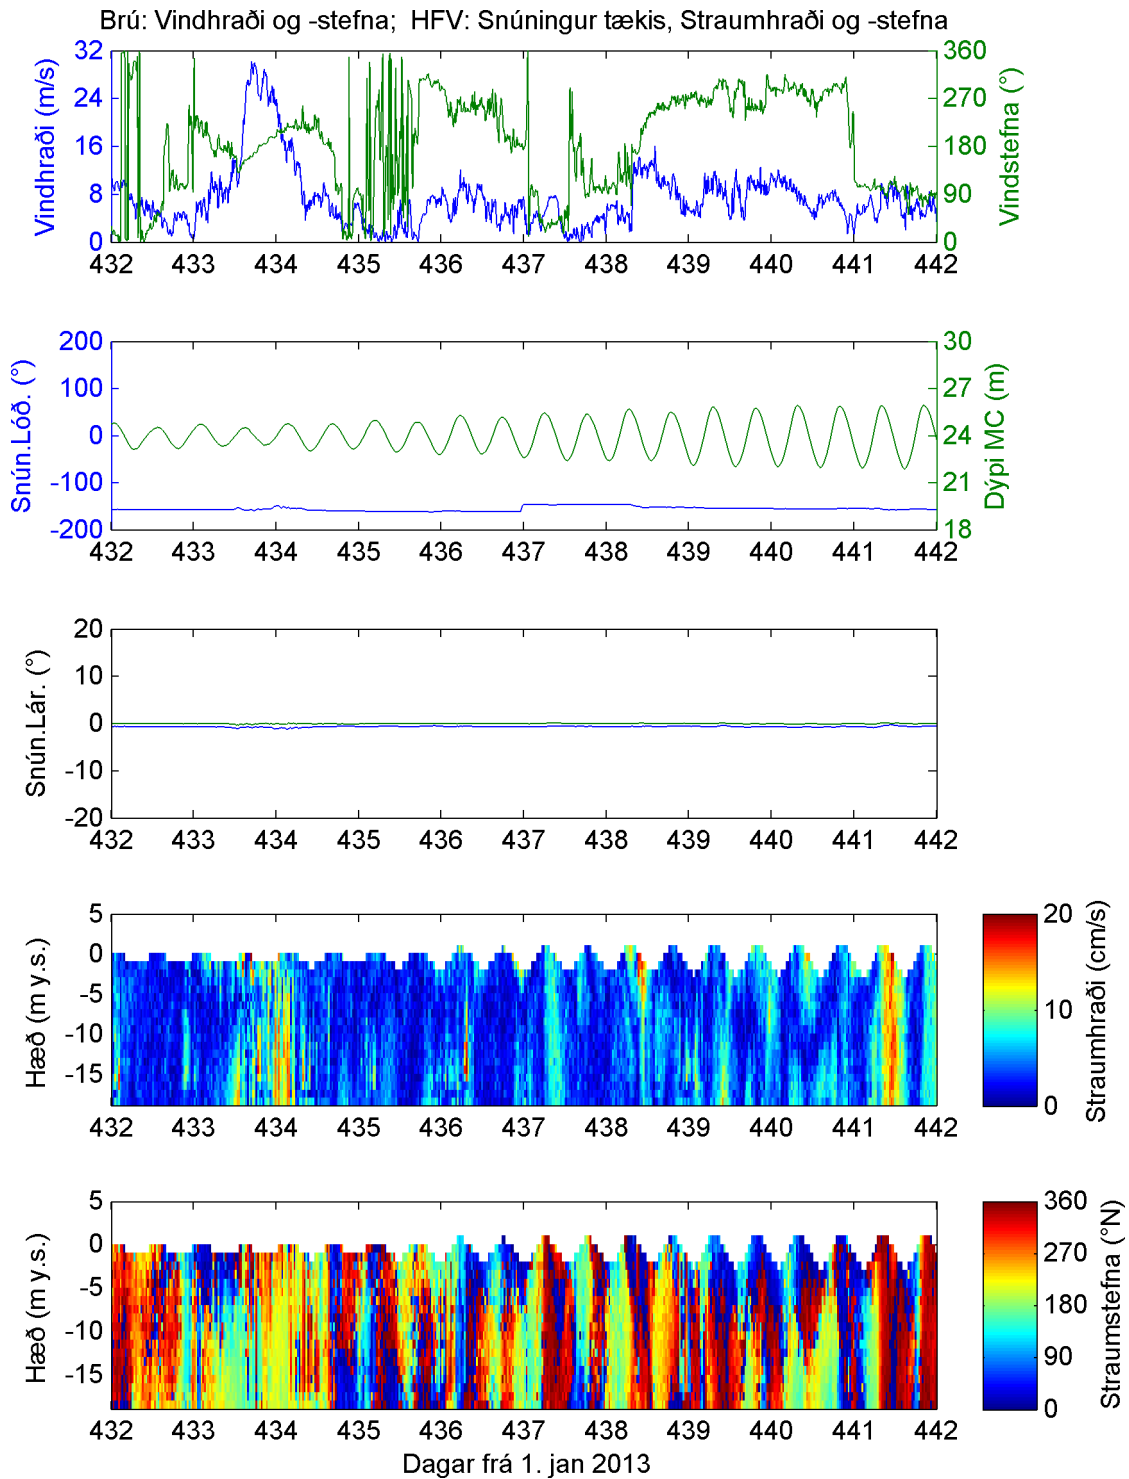 Brú: Vindhraði og -stefna;  HFV: Snúningur tækis, Straumhraði og -stefna
Vindhraði (m/s)
32
24
16
8
0
360
270
180
90
0
Vindstefna (°)
432 433 434 435 436 437 438 439 440 441 442
Snún.Lóð. (°)
200
100
0
-100
-200
30
27
24
21
18
Dýpi MC (m)
432 433 434 435 436 437 438 439 440 441 442
Snún.Lár. (°)
20
10
0
-10
-20
432 433 434 435 436 437 438 439 440 441 442
Hæð (m y.s.)
5
0
-5
-10
-15
432 433 434 435 436 437 438 439 440 441 442
20
10
0
Straumhraði (cm/s)
Hæð (m y.s.)
5
0
-5
-10
-15
432 433 434 435 436 437 438 439 440 441 442
360
270
180
90
0
Straumstefna (°N)
Dagar frá 1. jan 2013